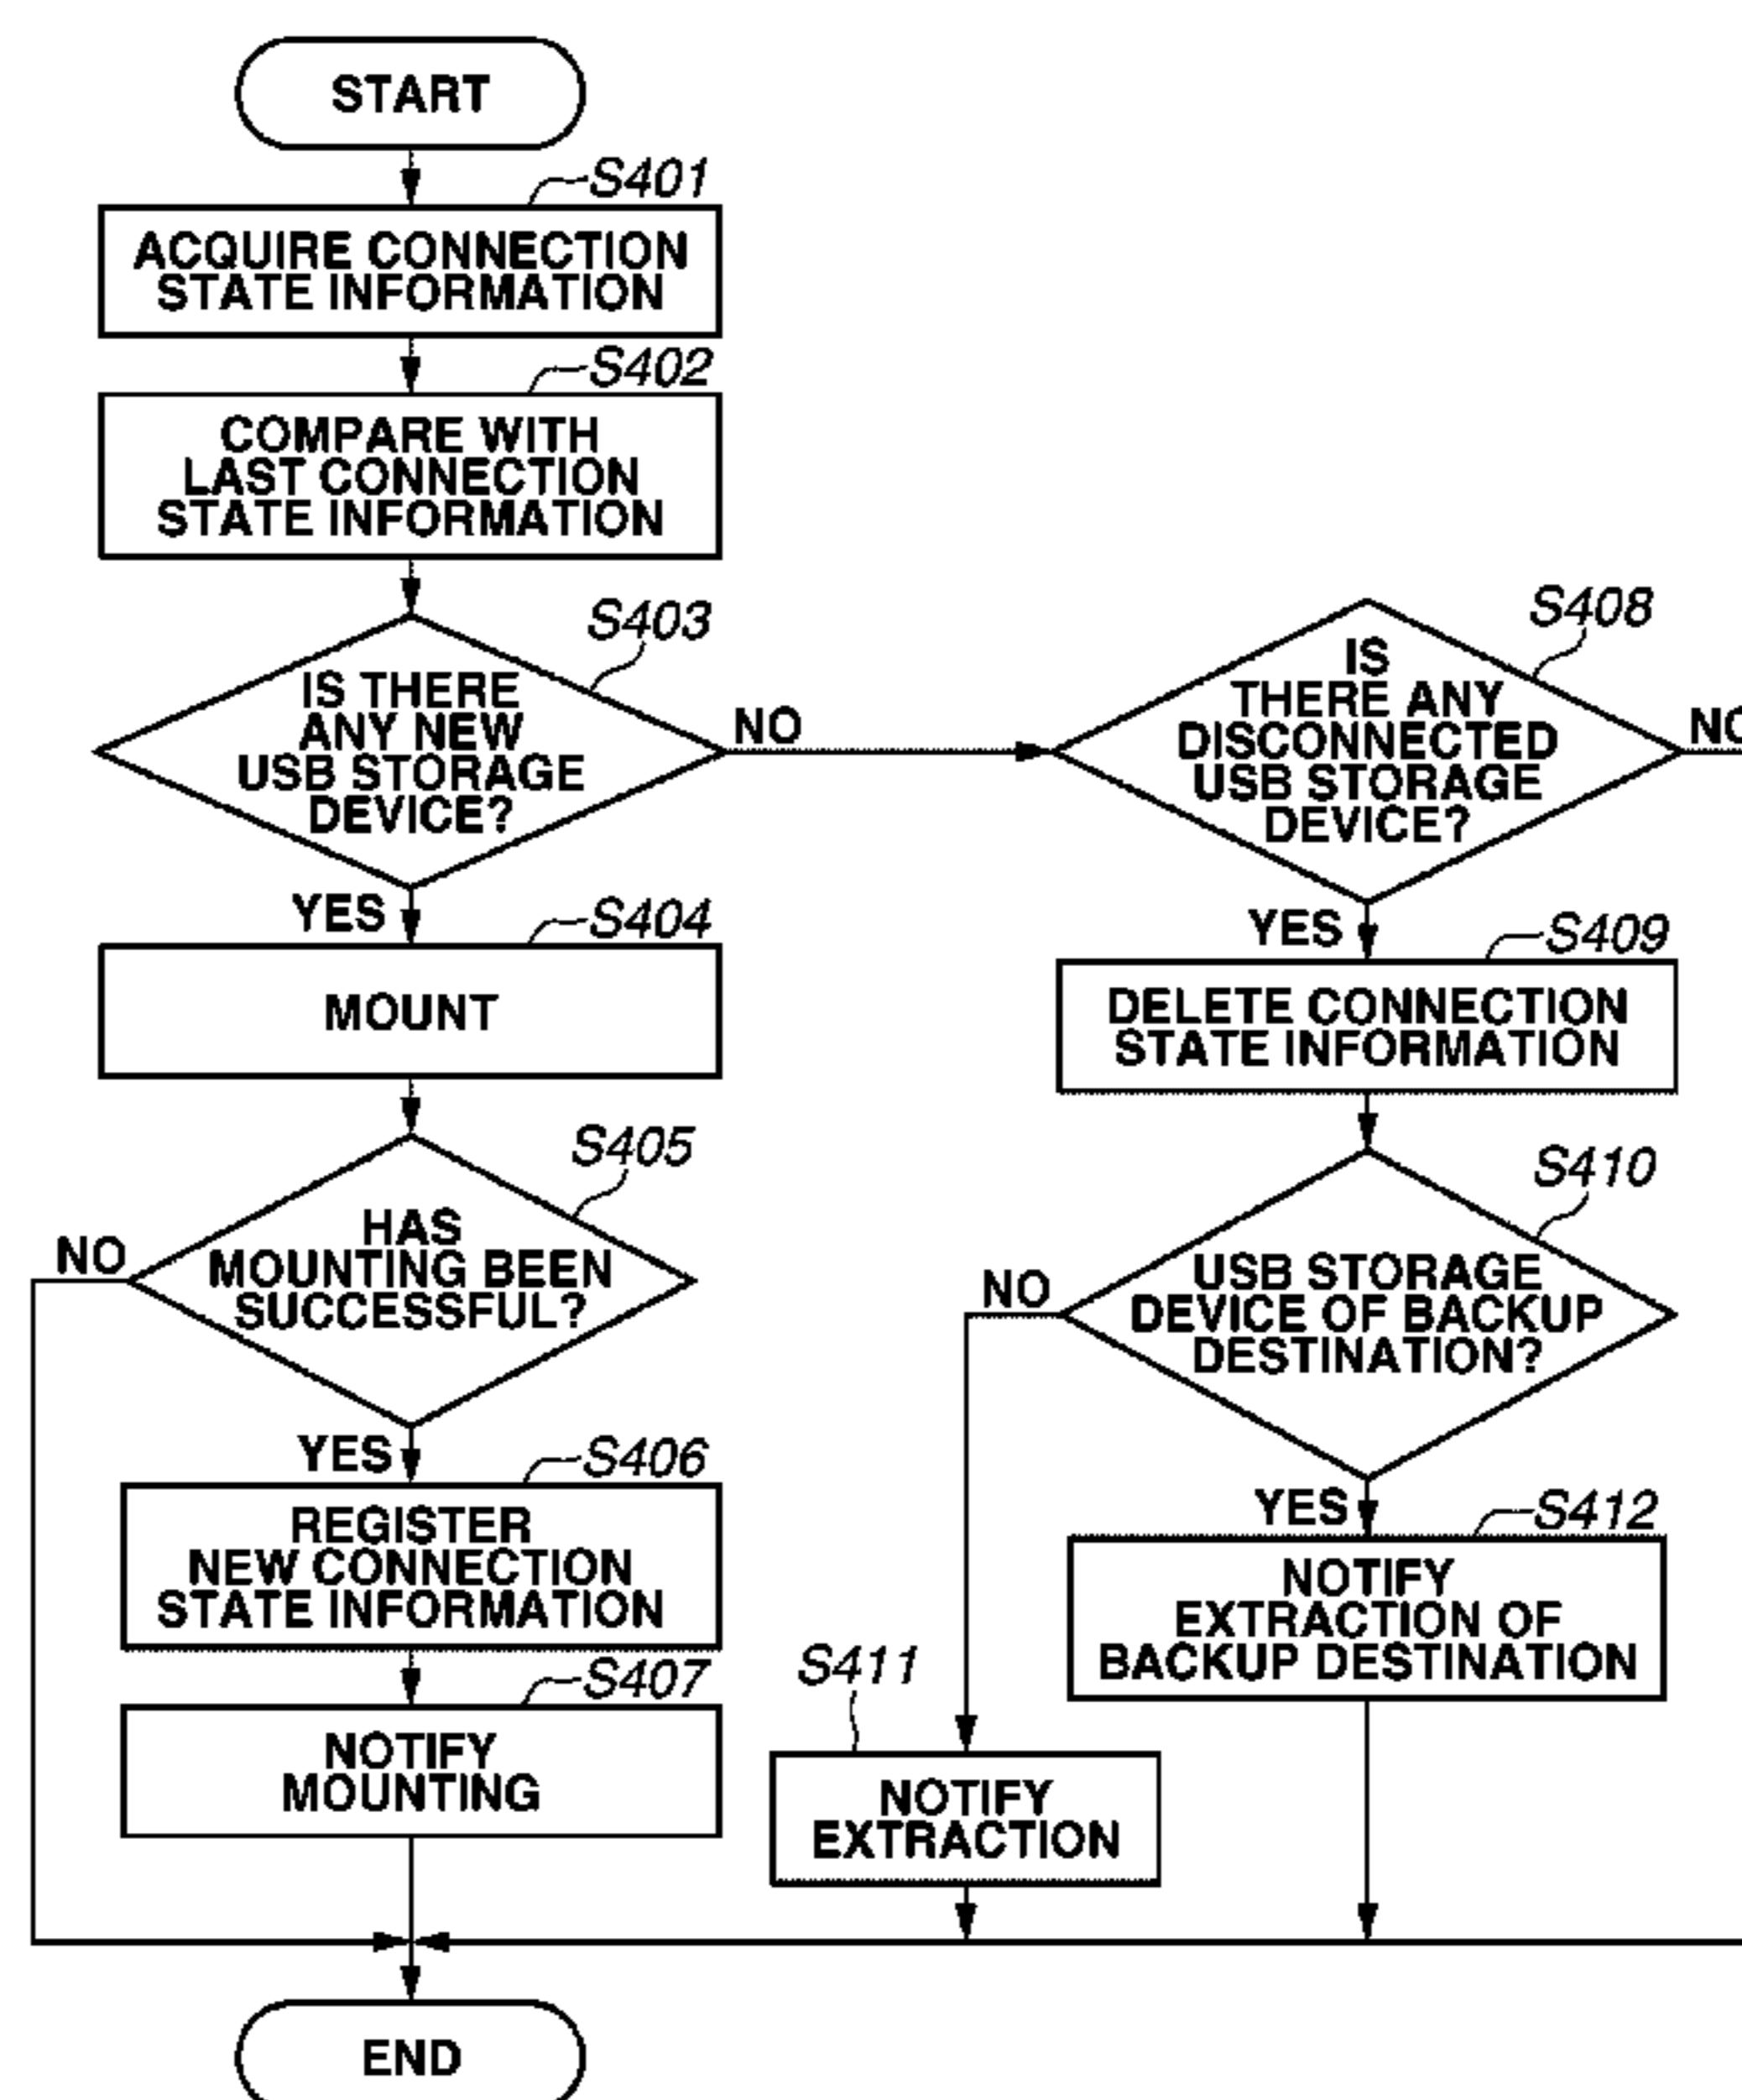 START
S401
ACQUIRE CONNECTION
STATE INFORMATION
S402
COMPARE WITH
LAST CONNECTION
STATE INFORMATION
S403
IS THERE
ANY NEW
USB STORAGE
DEVICE?
NO
YES
S404
MOUNT
S405
HAS
MOUNTING BEEN
SUCCESSFUL?
NO
YES
S406
REGISTER
NEW CONNECTION
STATE INFORMATION
S407
NOTIFY
MOUNTING
S408
IS
THERE ANY
DISCONNECTED
USB STORAGE
DEVICE?
NO
YES
S409
DELETE CONNECTION
STATE INFORMATION
S410
USB STORAGE
DEVICE OF BACKUP
DESTINATION?
NO
YES
S411
NOTIFY
EXTRACTION
S412
NOTIFY
EXTRACTION OF
BACKUP DESTINATION
END